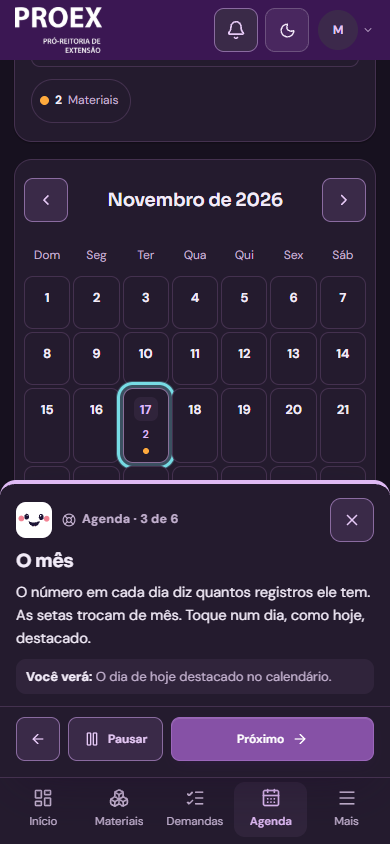 PROEX
PRÓ-REITORIA DE
EXTENSÃO
M
2 Materiais
Novembro de 2026
Dom Seg Ter Qua Qui Sex Sáb
1 2 3 4 5 6 7
8 9 10 11 12 13 14
15 16 17 18 19 20 21
2
Agenda · 3 de 6
O mês
O número em cada dia diz quantos registros ele tem.
As setas trocam de mês. Toque num dia, como hoje,
destacado.
Você verá: O dia de hoje destacado no calendário.
Pausar
Próximo
Início Materiais Demandas Agenda Mais